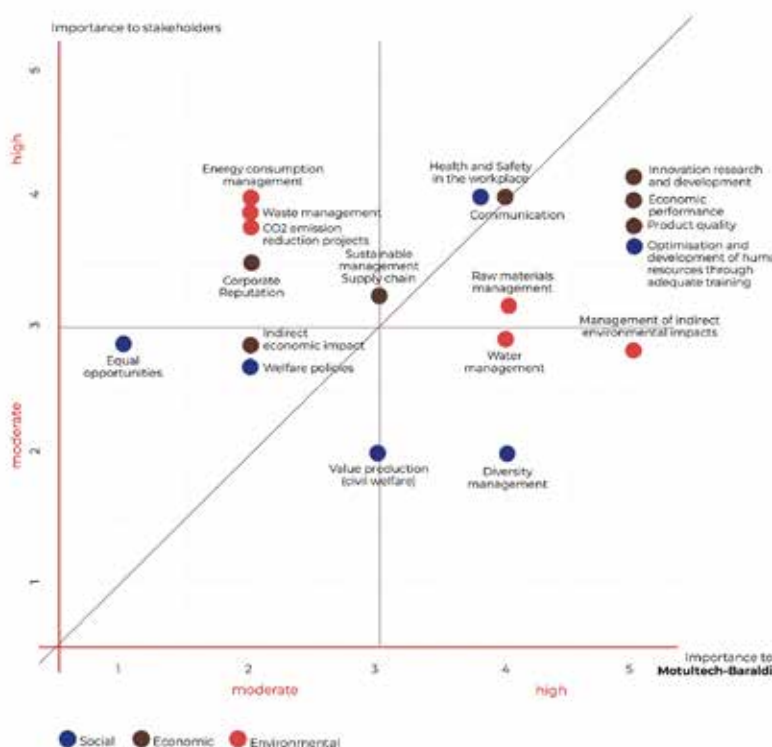 Importance to stakeholders
5
high
4
3
moderate
2
1
Energy consumption
management
Waste management
CO2 emission
reduction projects
Corporate
Reputation
Sustainable
management
Supply chain
Health and Safety
in the workplace
Communication
Innovation research
and development
Economic
performance
Product quality
Optimisation and
development of human
resources through
adequate training
Raw materials
management
Management of indirect
environmental impacts
Water
management
Equal
opportunities
Indirect
economic impact
Welfare policies
Value production
(civil welfare)
Diversity
management
1
2
3
4
5
moderate
high
Importance to
Motultech-Baraldi
Social
Economic
Environmental